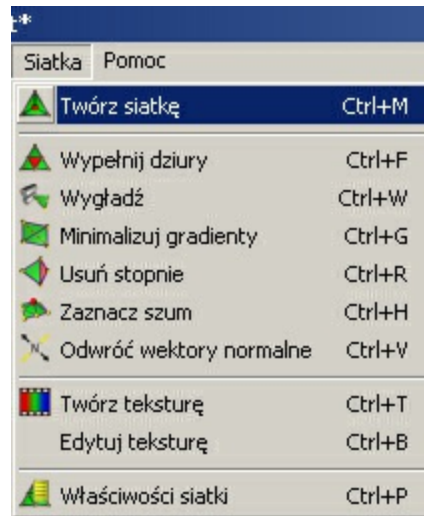 t*
Siatka Pomoc
Twórz siatkę Ctrl+M
Wypełnij dziury Ctrl+F
Wygładź Ctrl+W
Minimalizuj gradienty Ctrl+G
Usuń stopnie Ctrl+R
Zaznacz szum Ctrl+H
Odwróć wektory normalne Ctrl+V
Twórz teksturę Ctrl+T
Edytuj teksturę Ctrl+B
Właściwości siatki Ctrl+P